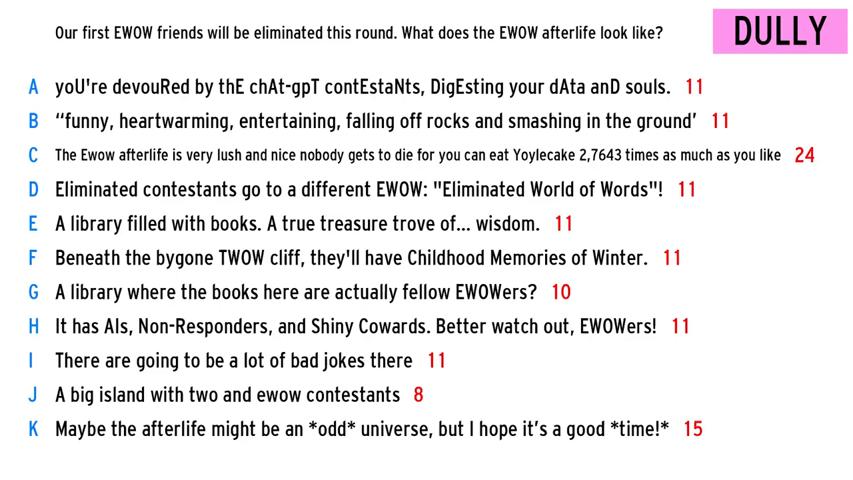 Our first EWOW friends will be eliminated this round. What does the EWOW afterlife look like?
DULLY
A yoU're devouRed by thE chAt-gpT contEstaNts, DigEsting your dAta anD souls. 11
B “funny, heartwarming, entertaining, falling off rocks and smashing in the ground’ 11
C The Ewow afterlife is very lush and nice nobody gets to die for you can eat Yoylecake 2,7643 times as much as you like 24
D Eliminated contestants go to a different EWOW: "Eliminated World of Words"! 11
E A library filled with books. A true treasure trove of... wisdom. 11
F Beneath the bygone TWOW cliff, they'll have Childhood Memories of Winter. 11
G A library where the books here are actually fellow EWOWers? 10
H It has AIs, Non-Responders, and Shiny Cowards. Better watch out, EWOWers! 11
I There are going to be a lot of bad jokes there 11
J A big island with two and ewow contestants 8
K Maybe the afterlife might be an *odd* universe, but I hope it’s a good *time!* 15